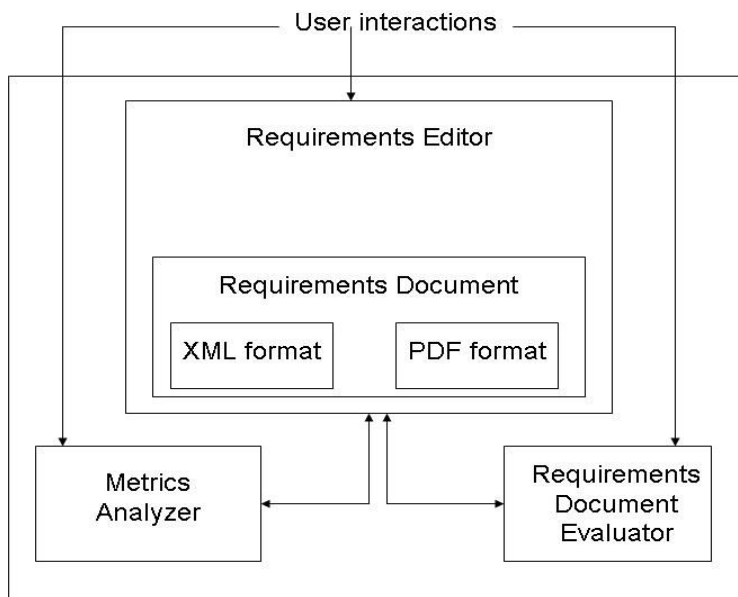 User interactions
Requirements Editor
Requirements Document
XML format
PDF format
Metrics
Analyzer
Requirements
Document
Evaluator